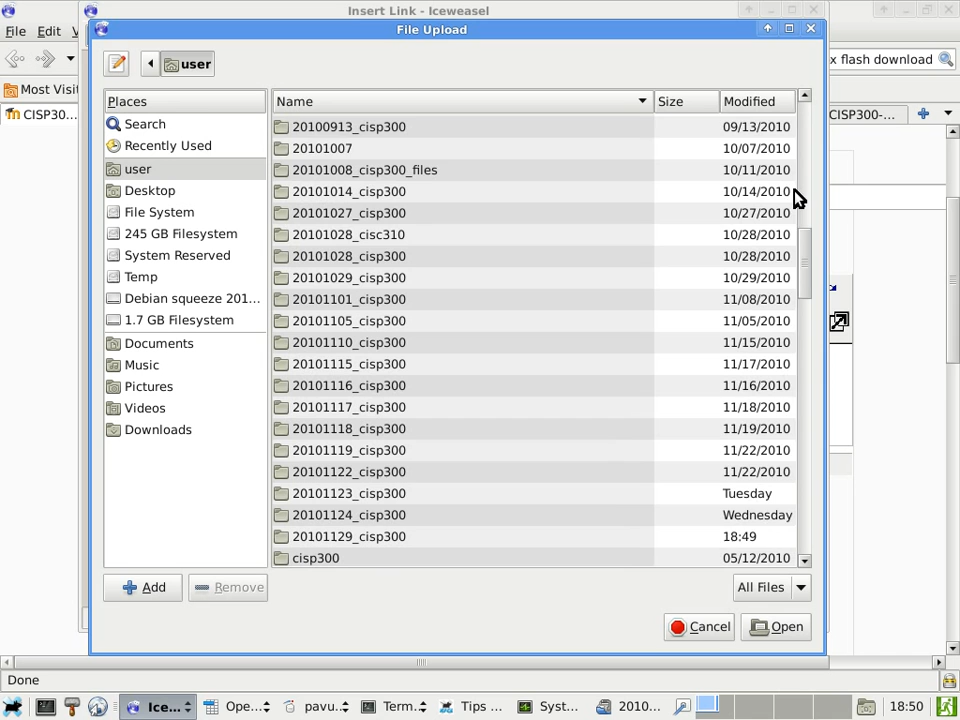 Insert Link - Iceweasel
File Upload
File Edit V
user
x flash download
Most Visit
CISP30...
CISP300-...
Places
Search
Recently Used
user
Desktop
File System
245 GB Filesystem
System Reserved
Temp
Debian squeeze 201...
1.7 GB Filesystem
Documents
Music
Pictures
Videos
Downloads
Name Size Modified
20100913_cisp300 09/13/2010
20101007 10/07/2010
20101008_cisp300_files 10/11/2010
20101014_cisp300 10/14/2010
20101027_cisp300 10/27/2010
20101028_cisc310 10/28/2010
20101028_cisp300 10/28/2010
20101029_cisp300 10/29/2010
20101101_cisp300 11/08/2010
20101105_cisp300 11/05/2010
20101110_cisp300 11/15/2010
20101115_cisp300 11/17/2010
20101116_cisp300 11/16/2010
20101117_cisp300 11/18/2010
20101118_cisp300 11/19/2010
20101119_cisp300 11/22/2010
20101122_cisp300 11/22/2010
20101123_cisp300 Tuesday
20101124_cisp300 Wednesday
20101129_cisp300 18:49
cisp300 05/12/2010
Add Remove
All Files
Cancel Open
Done
Ice... Ope... pavu... Term... Tips ... Syst... 2010... 18:50